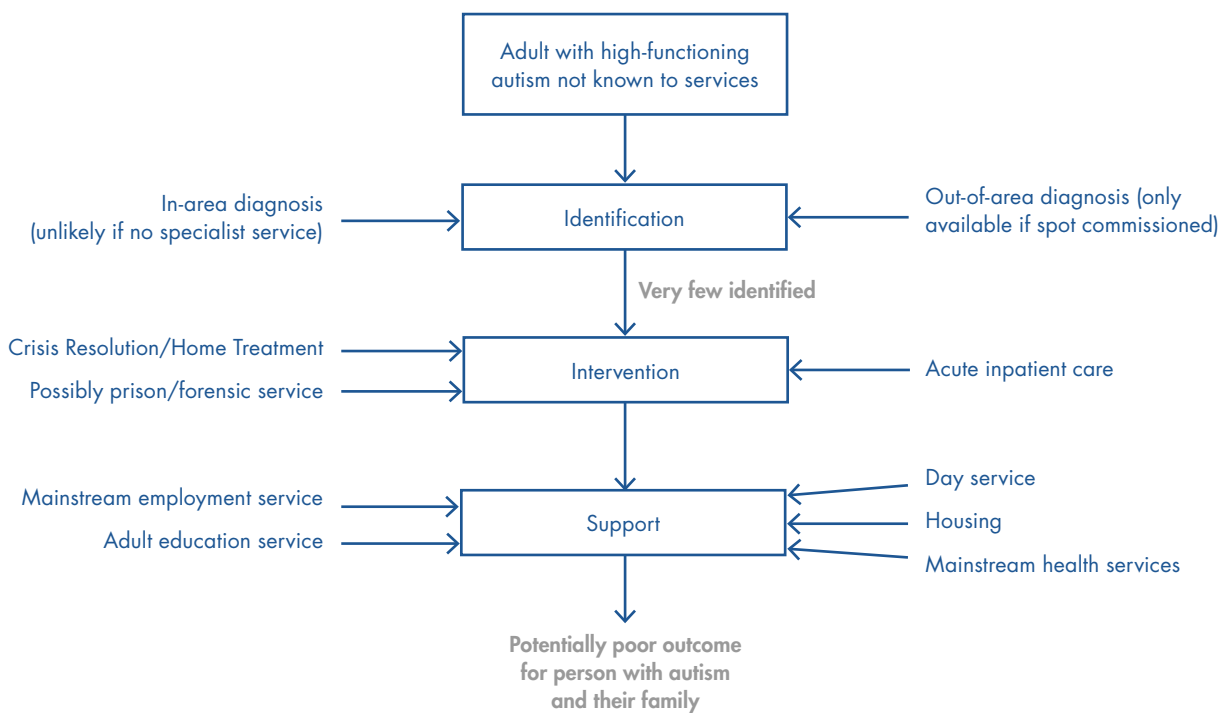 Adult with high-functioning
autism not known to services
In-area diagnosis
(unlikely if no specialist service)
Identification
Out-of-area diagnosis (only
available if spot commissioned)
Very few identified
Crisis Resolution/Home Treatment
Possibly prison/forensic service
Intervention
Acute inpatient care
Mainstream employment service
Adult education service
Support
Day service
Housing
Mainstream health services
Potentially poor outcome
for person with autism
and their family